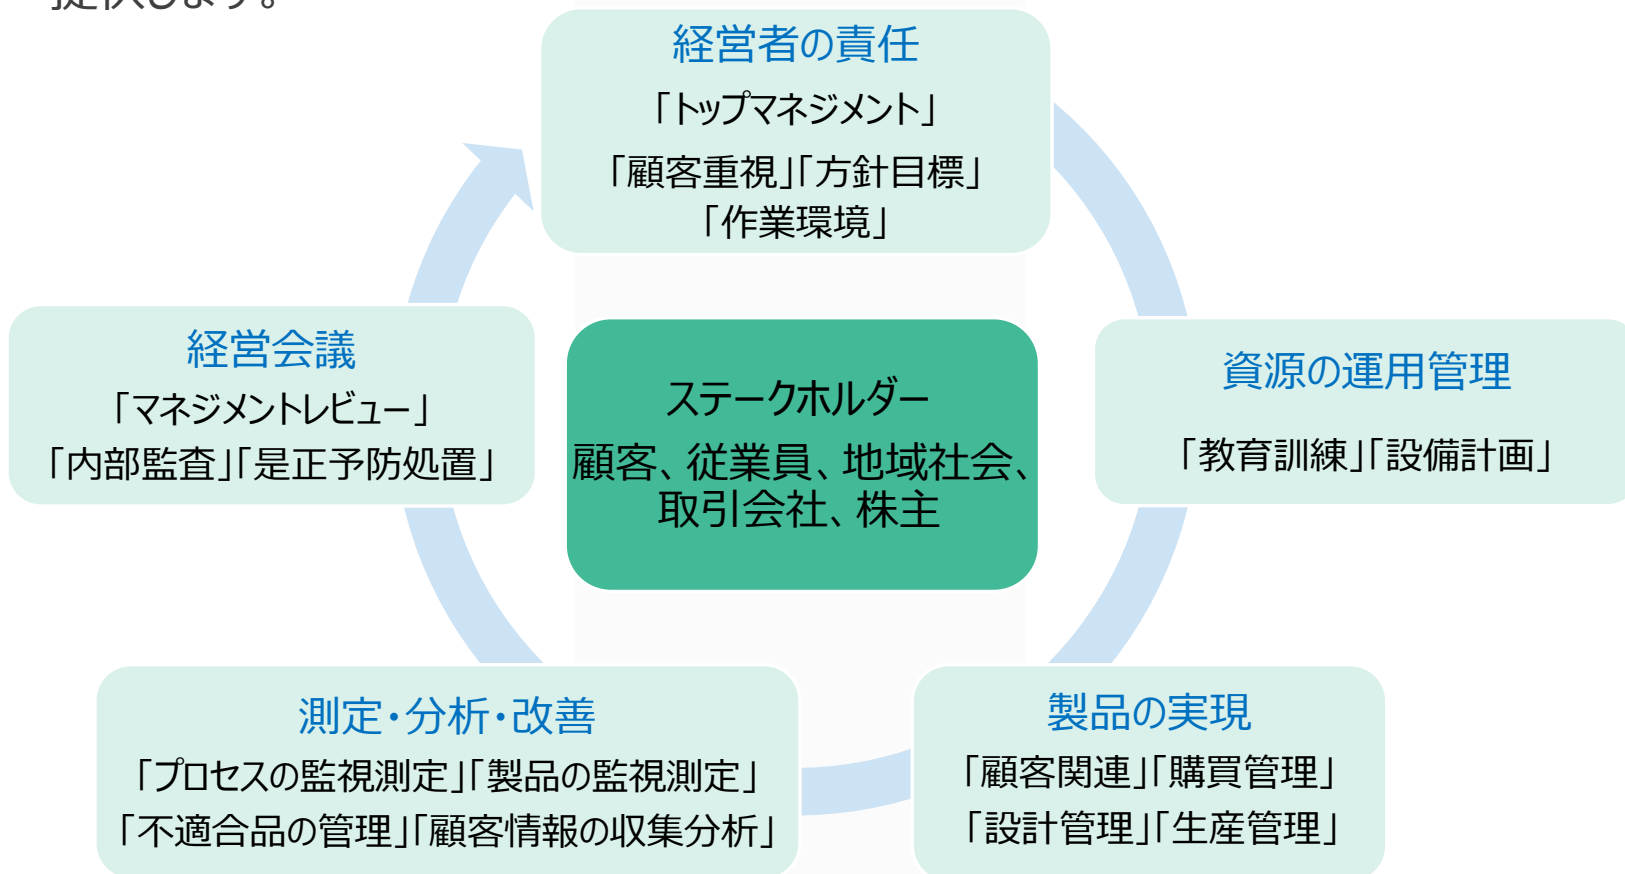 提供します。
経営者の責任
「トップマネジメント」
「顧客重視」「方針目標」
「作業環境」
経営会議
「マネジメントレビュー」
「内部監査」「是正予防処置」
ステークホルダー
顧客、従業員、地域社会、
取引会社、株主
資源の運用管理
「教育訓練」「設備計画」
測定・分析・改善
「プロセスの監視測定」「製品の監視測定」
「不適合品の管理」「顧客情報の収集分析」
製品の実現
「顧客関連」「購買管理」
「設計管理」「生産管理」